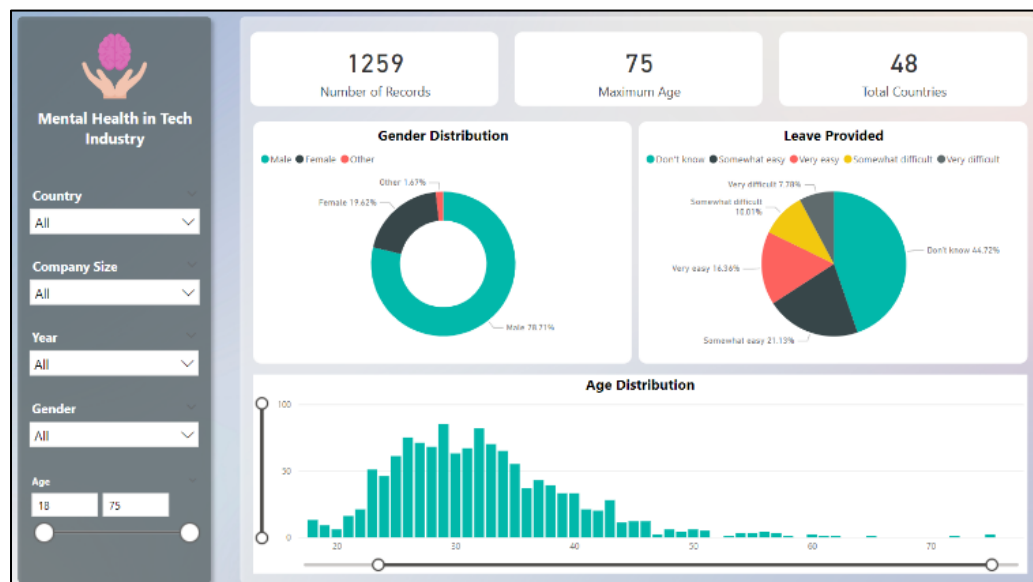 Mental Health in Tech
Industry
Country
All
Company Size
All
Year
All
Gender
All
Age
18 75
1259
Number of Records
75
Maximum Age
48
Total Countries
Gender Distribution
Male Female Other
Other 1.67%
Female 19.62%
Male 78.71%
Leave Provided
Don't know Somewhat easy Very easy Somewhat difficult Very difficult
Very difficult 7.78%
Somewhat difficult
10.01%
Very easy 16.36%
Somewhat easy 21.13%
Don't know 44.72%
Age Distribution
100
50
0
20 30 40 50 60 70